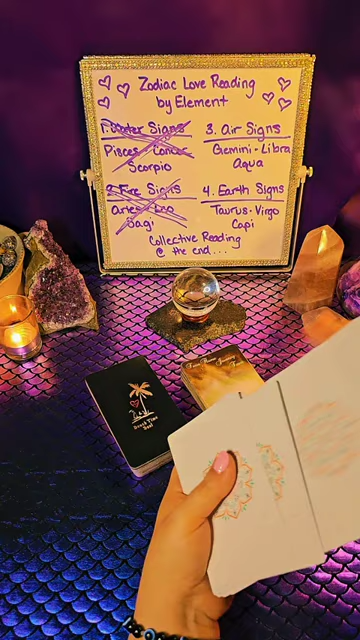 Zodiac Love Reading
by Element
1. Water Signs
Pisces - Cancer
Scorpio
2. Fire Signs
Aries - Leo
Sagi
3. Air Signs
Gemini - Libra
Aqua
4. Earth Signs
Taurus - Virgo
Capi
Collective Reading
@ the end...